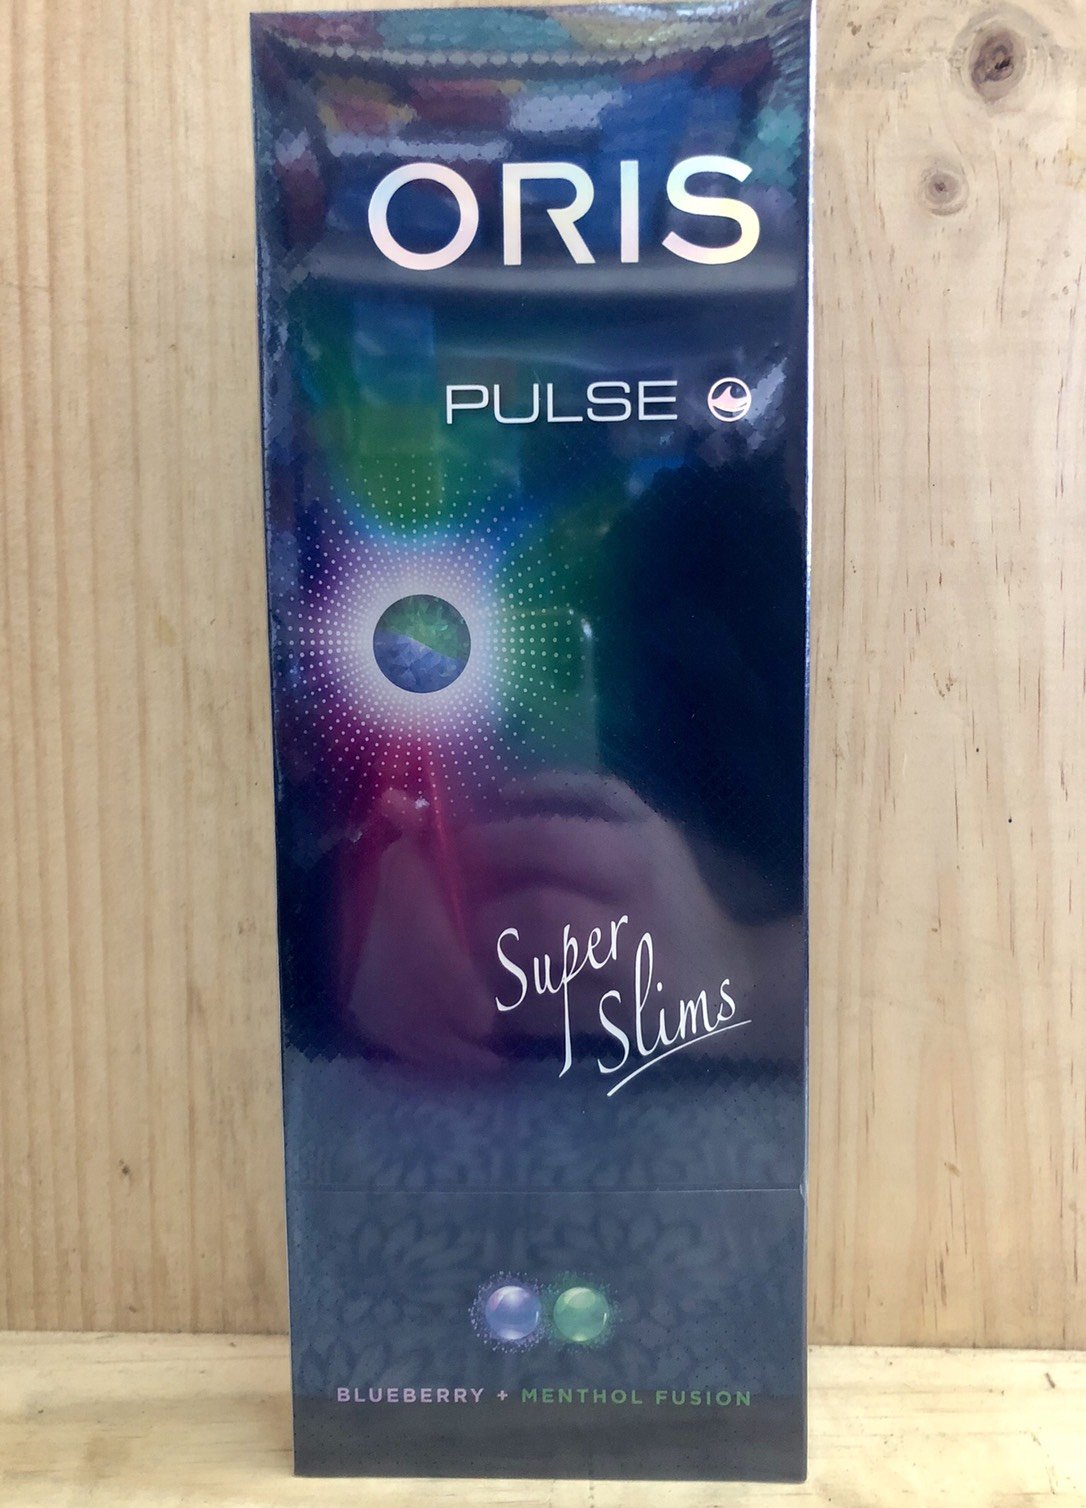 ORIS
PULSE
Super
Slims
BLUEBERRY + MENTHOL FUSION